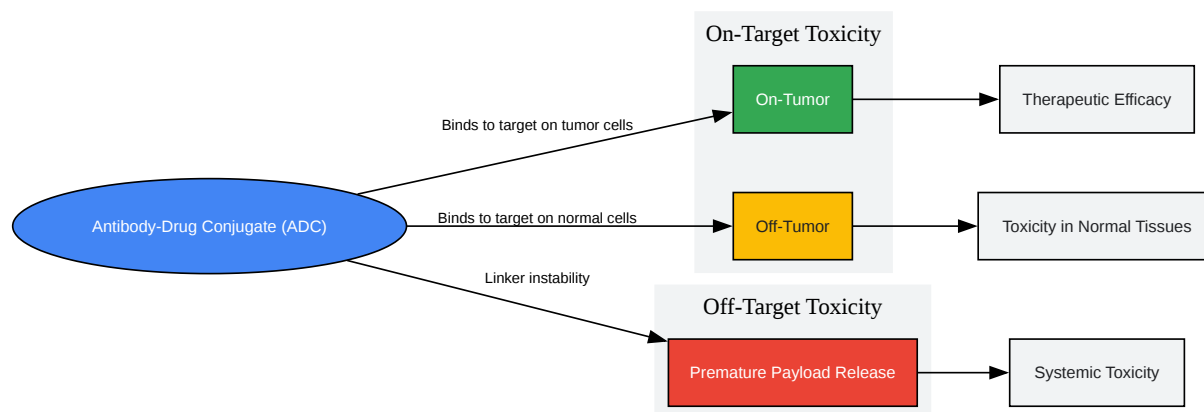 On-Target Toxicity
On-Tumor
Therapeutic Efficacy
Binds to target on tumor cells
Antibody-Drug Conjugate (ADC)
Binds to target on normal cells
Off-Tumor
Toxicity in Normal Tissues
Linker instability
Off-Target Toxicity
Premature Payload Release
Systemic Toxicity